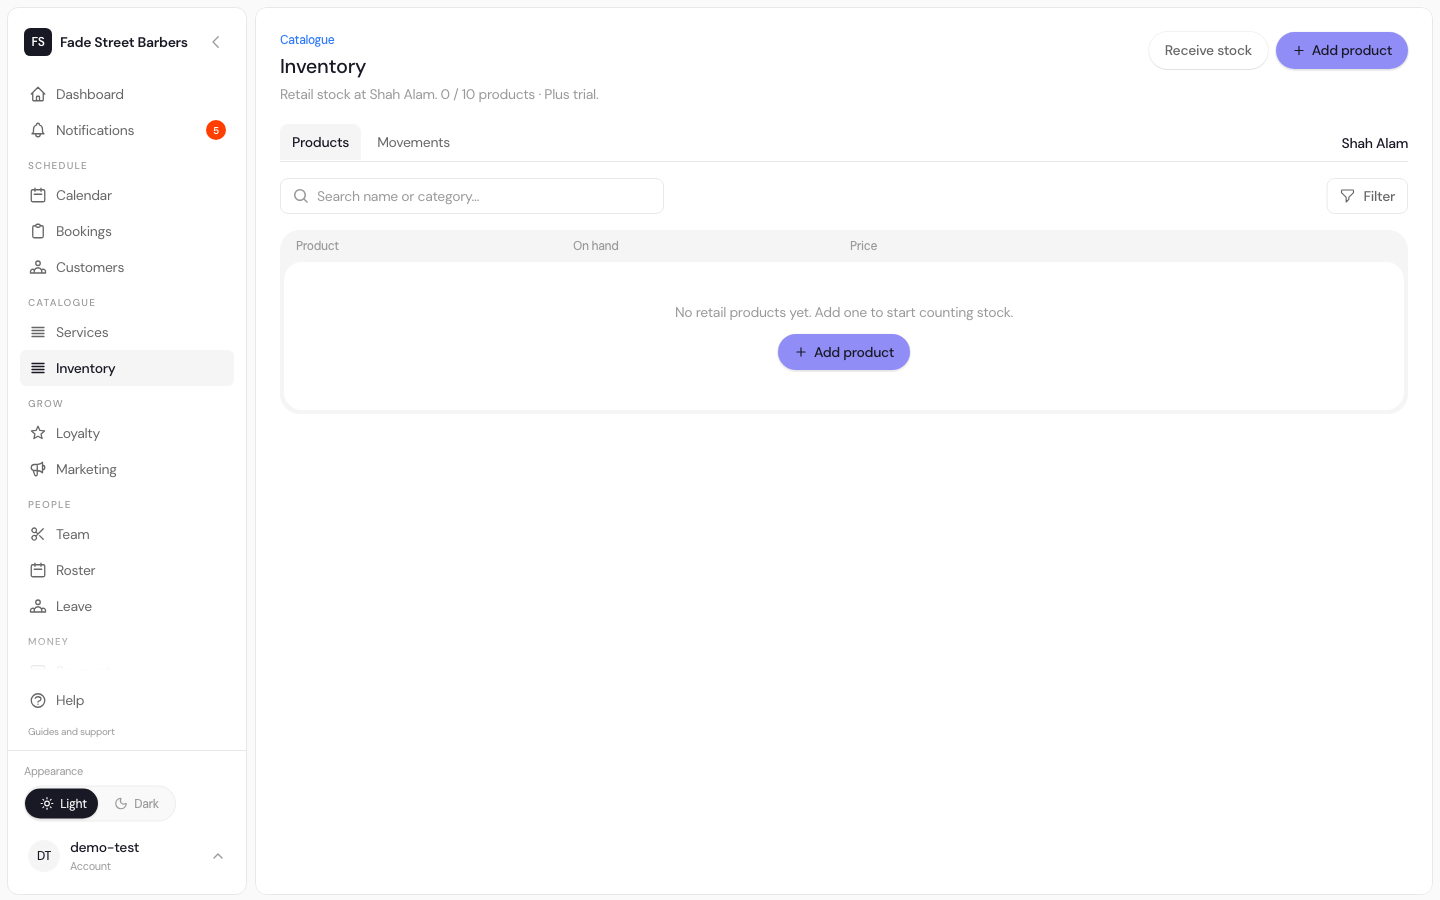 FS Fade Street Barbers
Dashboard
Notifications 5
SCHEDULE
Calendar
Bookings
Customers
CATALOGUE
Services
Inventory
GROW
Loyalty
Marketing
PEOPLE
Team
Roster
Leave
MONEY
Help
Guides and support
Appearance
Light Dark
DT demo-test
Account
Catalogue
Inventory
Retail stock at Shah Alam. 0 / 10 products · Plus trial.
Receive stock + Add product
Products Movements Shah Alam
Search name or category... Filter
Product On hand Price
No retail products yet. Add one to start counting stock.
+ Add product